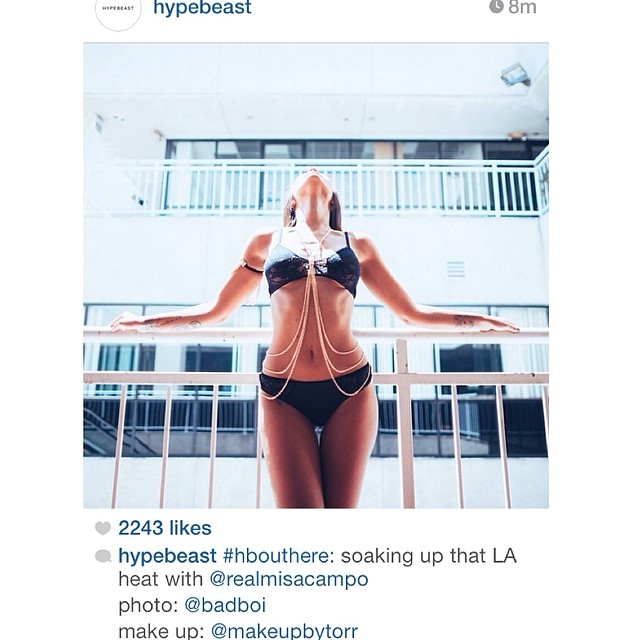 HYPEBEAST
hypebeast 8m
2243 likes
hypebeast #hbouthere: soaking up that LA
heat with @realmisacampo
photo: @badboi
make up: @makeupbytorr